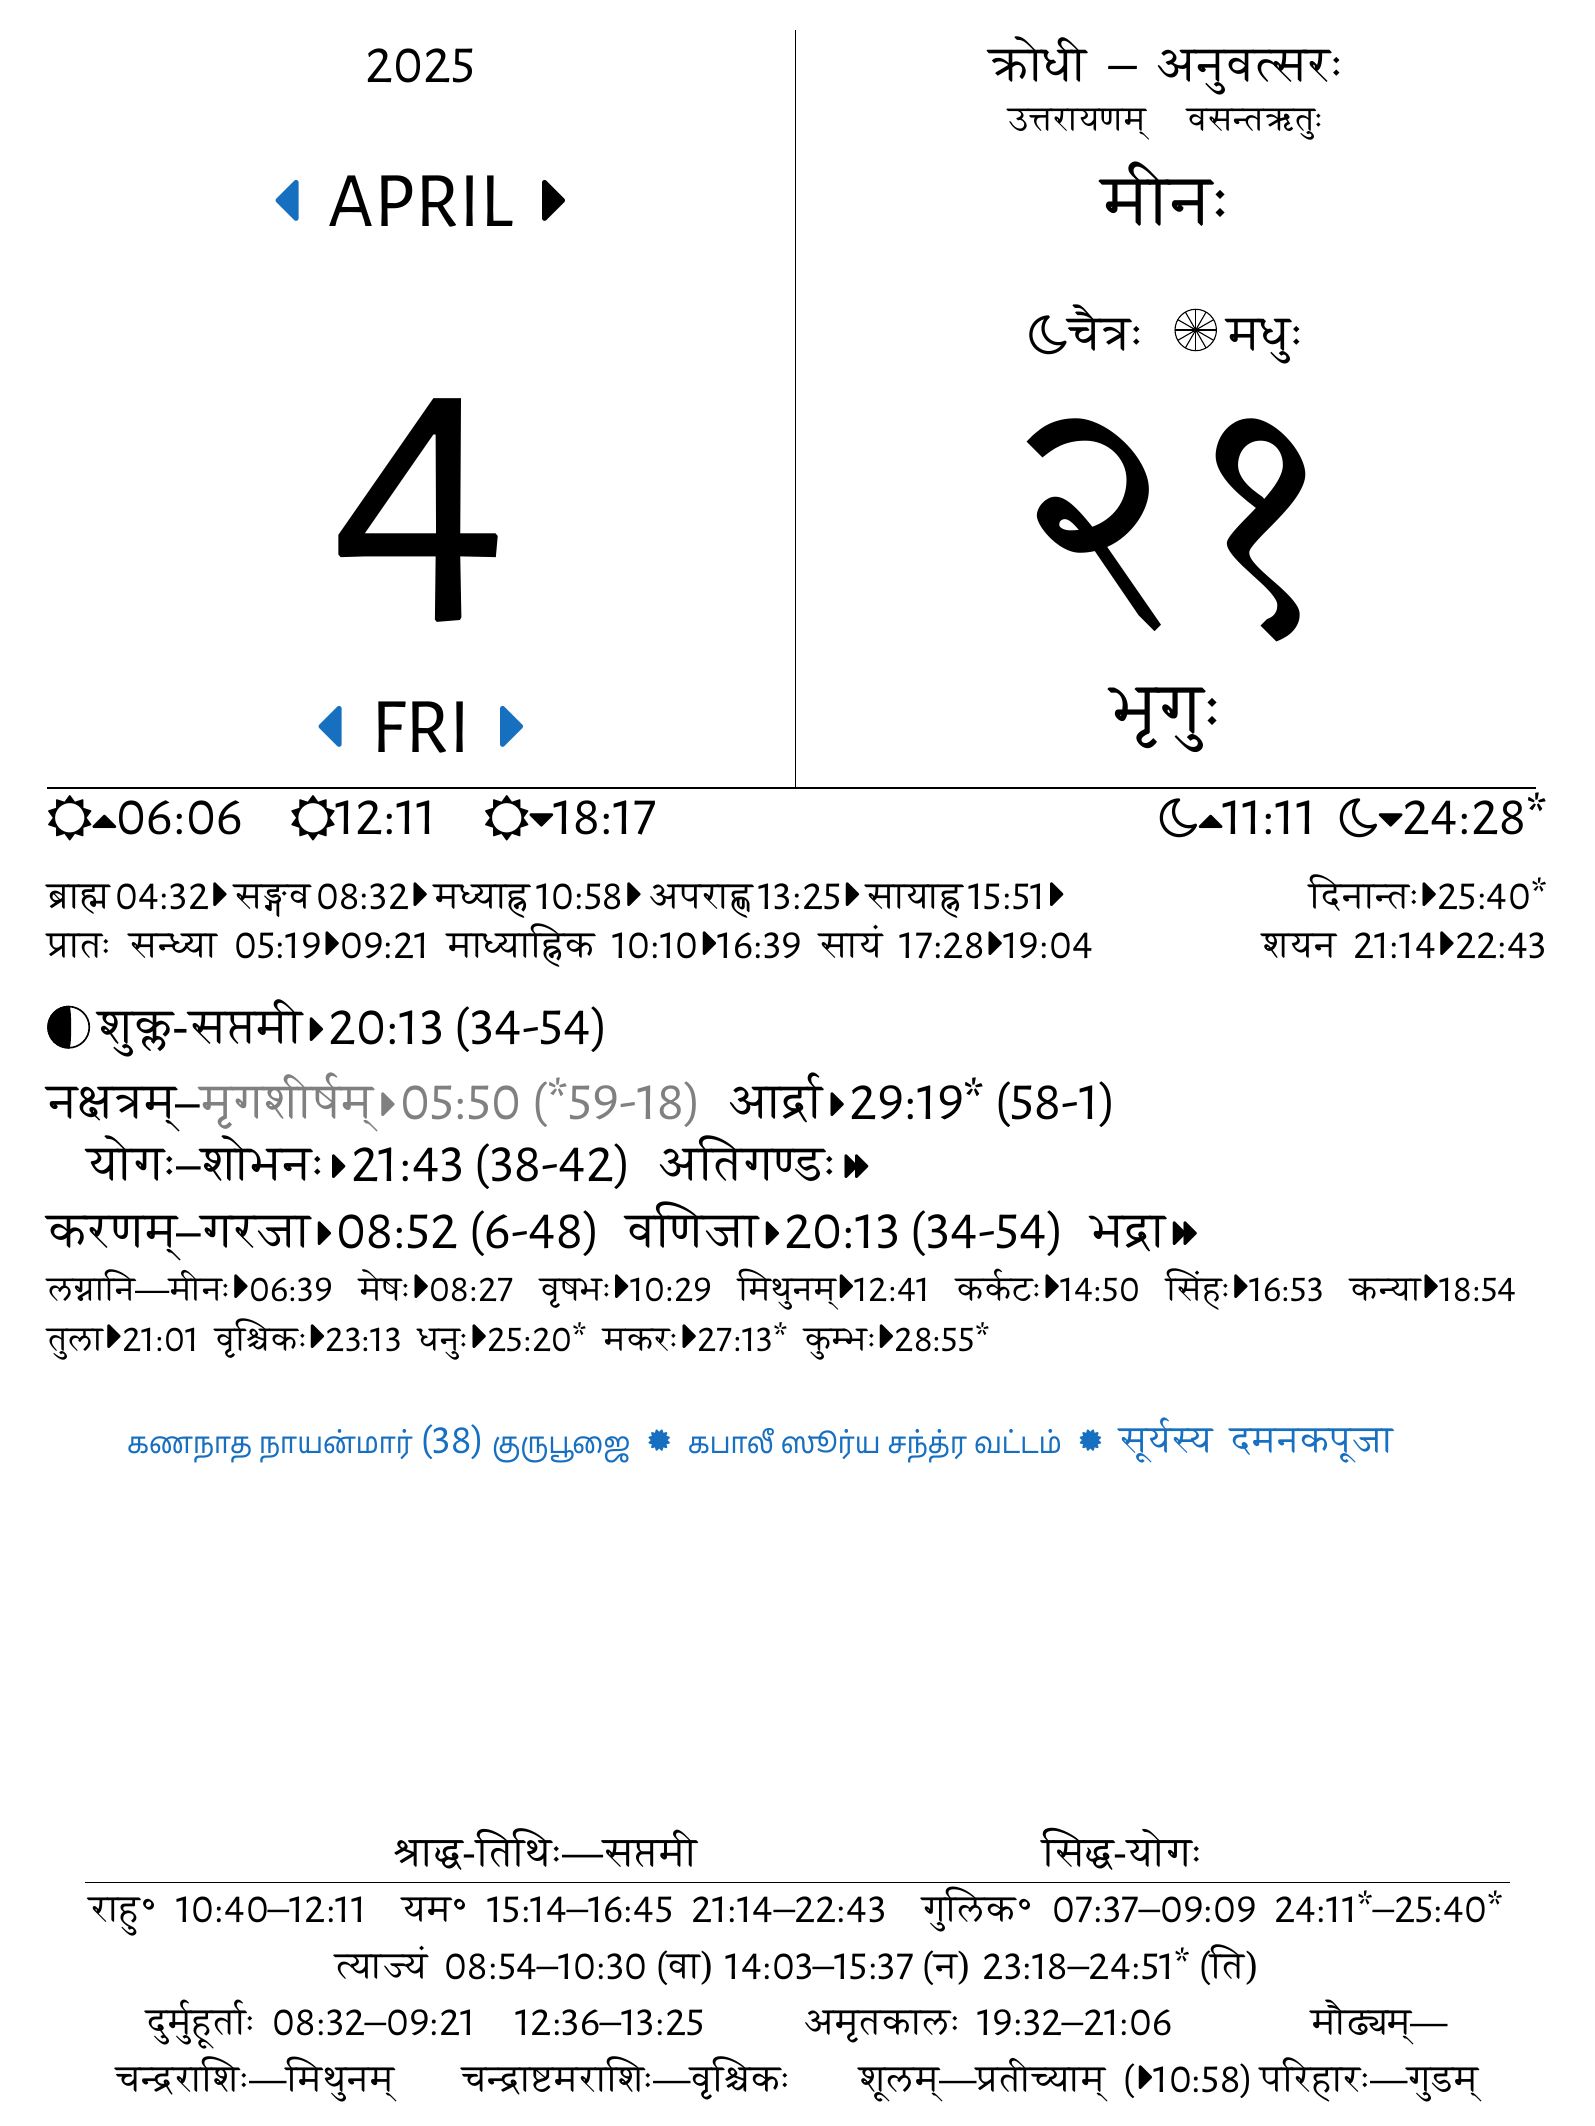 2025
APRIL
4
FRI
क्रोधी – अनुवत्सरः
उत्तरायणम् वसन्तऋतुः
मीनः
चैत्रः मधुः
२१
भृगुः
06:06 12:11 18:17 11:11 24:28*
ब्राह्म 04:32 सङ्गव 08:32 मध्याह्न 10:58 अपराह्ण 13:25 सायाह्न 15:51 दिनान्तः 25:40*
प्रातः सन्ध्या 05:19 09:21 माध्याह्निक 10:10 16:39 सायं 17:28 19:04 शयन 21:14 22:43
शुक्ल-सप्तमी 20:13 (34-54)
नक्षत्रम्–मृगशीर्षम् 05:50 (*59-18) आर्द्रा 29:19* (58-1)
योगः–शोभनः 21:43 (38-42) अतिगण्डः
करणम्–गरजा 08:52 (6-48) वणिजा 20:13 (34-54) भद्रा
लग्नानि—मीनः 06:39 मेषः 08:27 वृषभः 10:29 मिथुनम् 12:41 कर्कटः 14:50 सिंहः 16:53 कन्या 18:54
तुला 21:01 वृश्चिकः 23:13 धनुः 25:20* मकरः 27:13* कुम्भः 28:55*
கணநாத நாயன்மார் (38) குருபூஜை ✹ கபாலீ ஸூர்ய சந்த்ர வட்டம் ✹ सूर्यस्य दमनकपूजा
श्राद्ध-तिथिः—सप्तमी सिद्ध-योगः
राहु॰ 10:40–12:11 यम॰ 15:14–16:45 21:14–22:43 गुलिक॰ 07:37–09:09 24:11*–25:40*
त्याज्यं 08:54–10:30 (वा) 14:03–15:37 (न) 23:18–24:51* (ति)
दुर्मुहूर्ताः 08:32–09:21 12:36–13:25 अमृतकालः 19:32–21:06 मौढ्यम्—
चन्द्रराशिः—मिथुनम् चन्द्राष्टमराशिः—वृश्चिकः शूलम्—प्रतीच्याम् (10:58) परिहारः—गुडम्